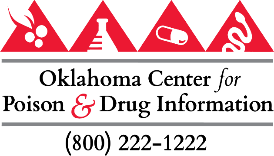 Oklahoma Center for
Poison & Drug Information
(800) 222-1222